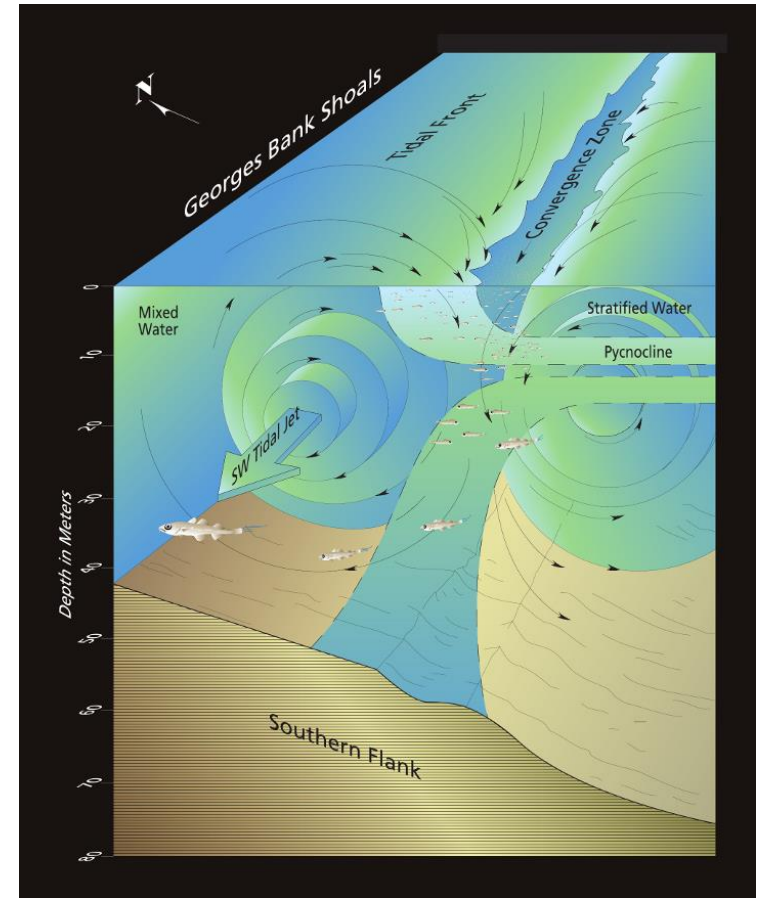 N
Georges Bank Shoals
Tidal Front
Convergence Zone
0
Mixed
Water
Stratified Water
10
Pycnocline
20
SW Tidal Jet
30
Depth in Meters
40
50
60
Southern Flank
70
80